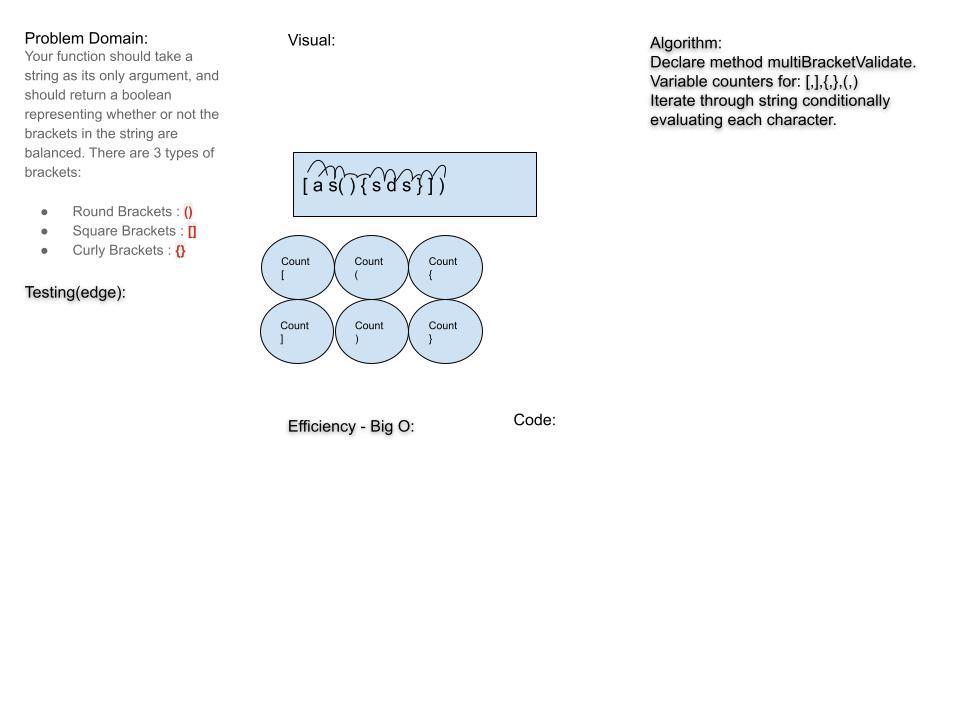 Problem Domain:
Your function should take a
string as its only argument, and
should return a boolean
representing whether or not the
brackets in the string are
balanced. There are 3 types of
brackets:
● Round Brackets : ()
● Square Brackets : []
● Curly Brackets : {}
Testing(edge):
Visual:
[ a s( ) { s d s } ] )
Count
[
Count
(
Count
{
Count
]
Count
)
Count
}
Efficiency - Big O:
Code:
Algorithm:
Declare method multiBracketValidate.
Variable counters for: [,],{,},(,)
Iterate through string conditionally
evaluating each character.